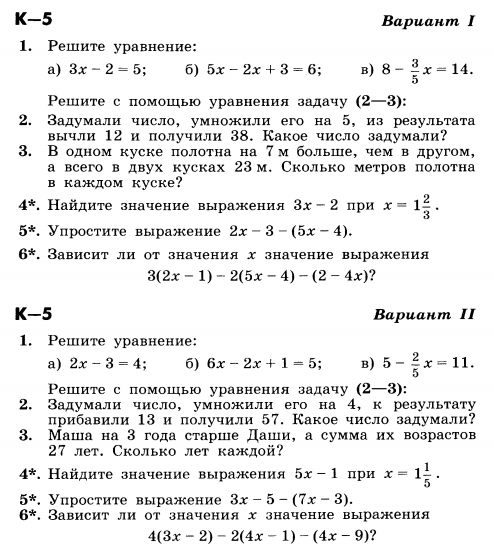 К—5 Вариант I
1. Решите уравнение:
а) 3x – 2 = 5; б) 5x – 2x + 3 = 6; в) 8 – 3/5 x = 14.
Решите с помощью уравнения задачу (2—3):
2. Задумали число, умножили его на 5, из результата
вычли 12 и получили 38. Какое число задумали?
3. В одном куске полотна на 7 м больше, чем в другом,
а всего в двух кусках 23 м. Сколько метров полотна
в каждом куске?
4*. Найдите значение выражения 3x – 2 при x = 1 2/3.
5*. Упростите выражение 2x – 3 – (5x – 4).
6*. Зависит ли от значения x значение выражения
3(2x – 1) – 2(5x – 4) – (2 – 4x)?
К—5 Вариант II
1. Решите уравнение:
а) 2x – 3 = 4; б) 6x – 2x + 1 = 5; в) 5 – 2/5 x = 11.
Решите с помощью уравнения задачу (2—3):
2. Задумали число, умножили его на 4, к результату
прибавили 13 и получили 57. Какое число задумали?
3. Маша на 3 года старше Даши, а сумма их возрастов
27 лет. Сколько лет каждой?
4*. Найдите значение выражения 5x – 1 при x = 1 1/5.
5*. Упростите выражение 3x – 5 – (7x – 3).
6*. Зависит ли от значения x значение выражения
4(3x – 2) – 2(4x – 1) – (4x – 9)?